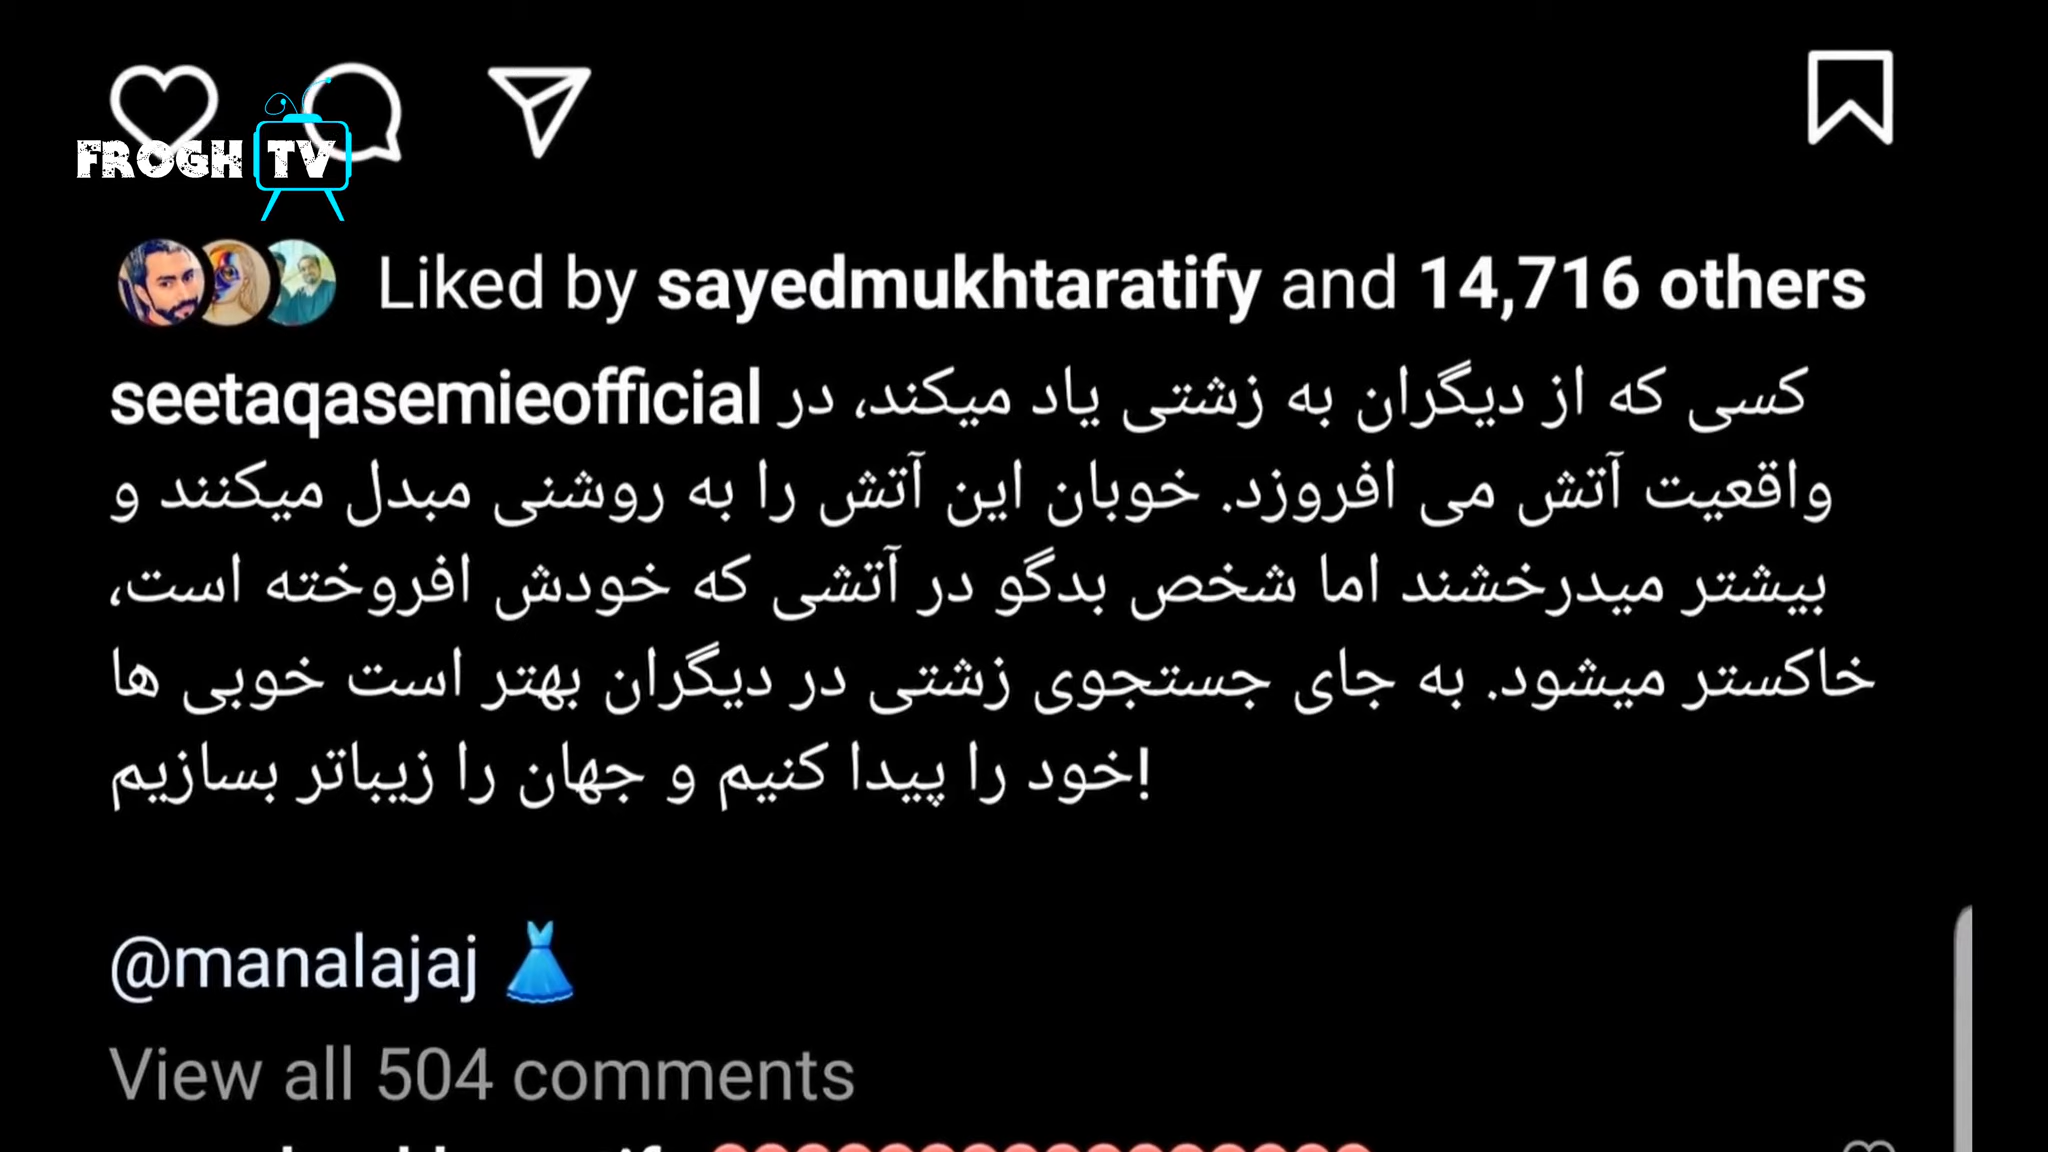 FROGH TV
Liked by sayedmukhtaratify and 14,716 others
seetaqasemieofficial کسی که از دیگران به زشتی یاد میکند، در
واقعیت آتش می افروزد. خوبان این آتش را به روشنی مبدل میکنند و
بیشتر میدرخشند اما شخص بدگو در آتشی که خودش افروخته است،
خاکستر میشود. به جای جستجوی زشتی در دیگران بهتر است خوبی ها
خود را پیدا کنیم و جهان را زیباتر بسازیم!
@manalajaj 👗
View all 504 comments